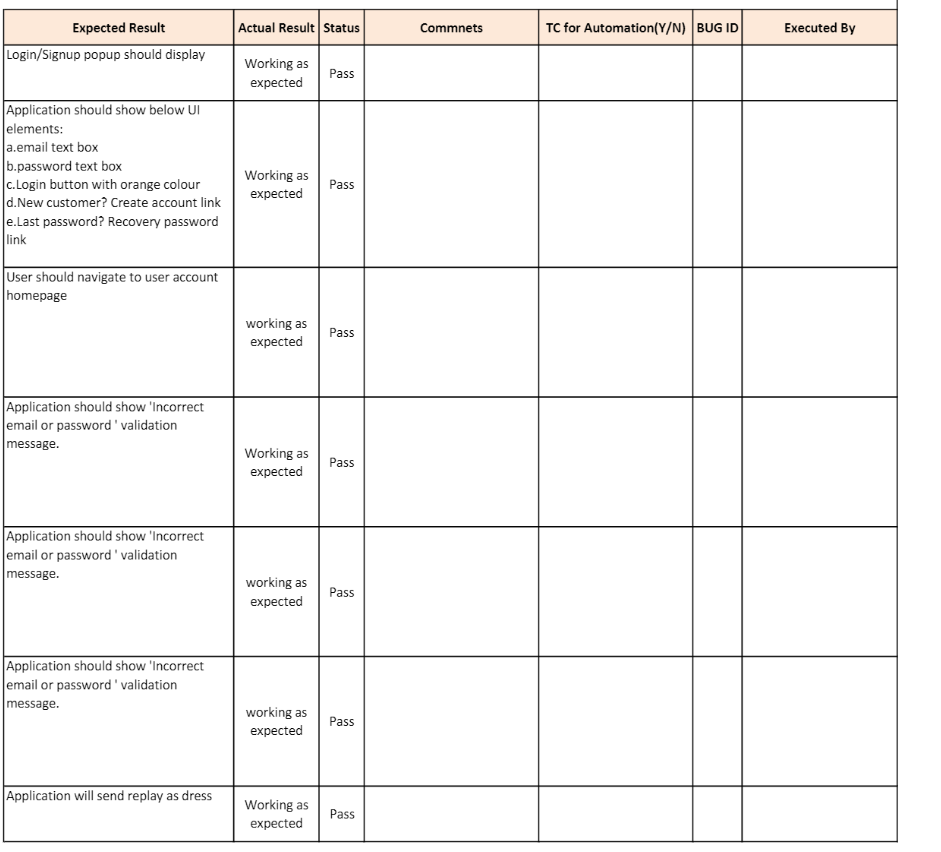 Expected Result Actual Result Status Commnets TC for Automation(Y/N) BUG ID Executed By
Login/Signup popup should display
Working as
expected
Pass
Application should show below UI
elements:
a.email text box
b.password text box
c.Login button with orange colour
d.New customer? Create account link
e.Last password? Recovery password
link
Working as
expected
Pass
User should navigate to user account
homepage
working as
expected
Pass
Application should show 'Incorrect
email or password ' validation
message.
Working as
expected
Pass
Application should show 'Incorrect
email or password ' validation
message.
working as
expected
Pass
Application should show 'Incorrect
email or password ' validation
message.
working as
expected
Pass
Application will send replay as dress
Working as
expected
Pass